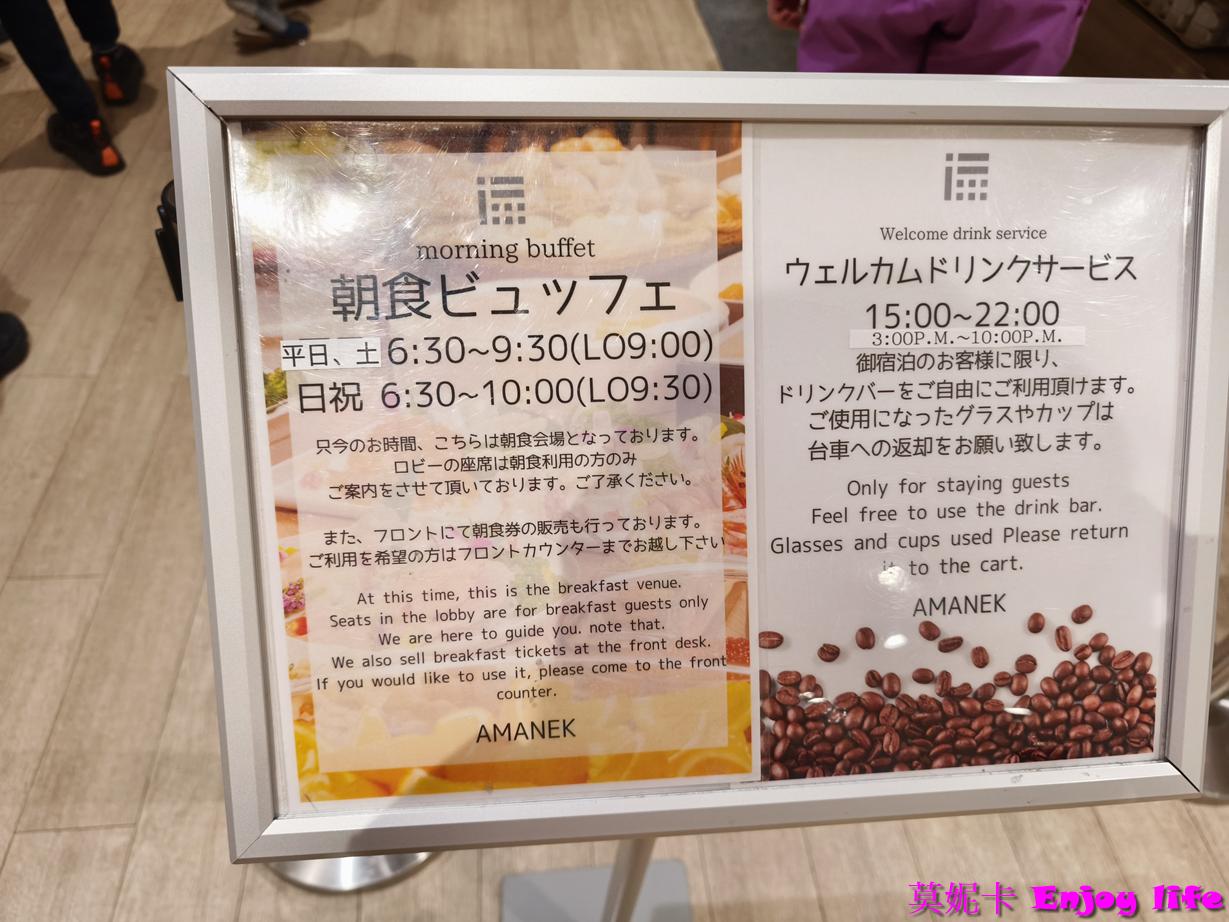 morning buffet
朝食ビュッフェ
平日、土 6:30~9:30(LO9:00)
日祝 6:30~10:00(LO9:30)
只今のお時間、こちらは朝食会場となっております。
ロビーの座席は朝食利用の方のみ
ご案内をさせて頂いております。ご了承ください。
また、フロントにて朝食券の販売も行っております。
ご利用を希望の方はフロントカウンターまでお越し下さい
At this time, this is the breakfast venue.
Seats in the lobby are for breakfast guests only
We are here to guide you. note that.
We also sell breakfast tickets at the front desk.
If you would like to use it, please come to the front
counter.
AMANEK
Welcome drink service
ウェルカムドリンクサービス
15:00~22:00
3:00P.M.~10:00P.M.
御宿泊のお客様に限り、
ドリンクバーをご自由にご利用頂けます。
ご使用になったグラスやカップは
台車への返却をお願い致します。
Only for staying guests
Feel free to use the drink bar.
Glasses and cups used Please return
it to the cart.
AMANEK
莫妮卡 Enjoy life